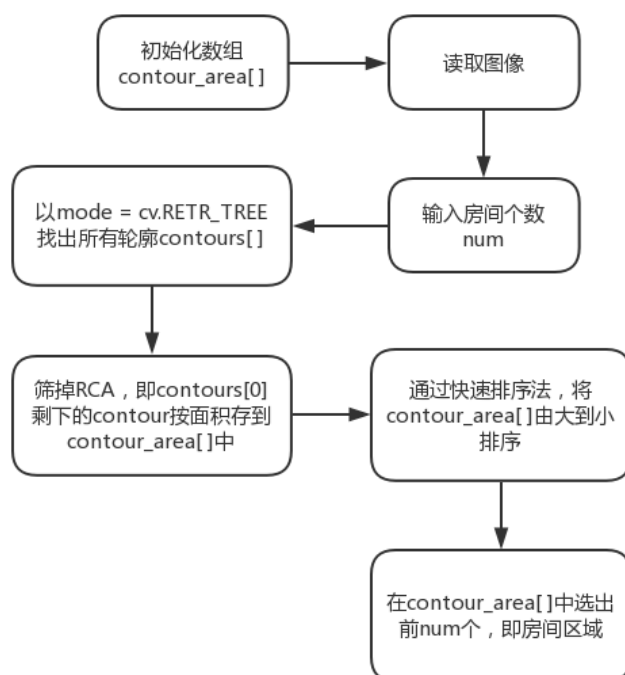 初始化数组
contour_area[]
读取图像
输入房间个数
num
以mode = cv.RETR_TREE
找出所有轮廓contours[]
筛掉RCA，即contours[0]
剩下的contour按面积存到
contour_area[]中
通过快速排序法，将
contour_area[]由大到小
排序
在contour_area[]中选出
前num个，即房间区域